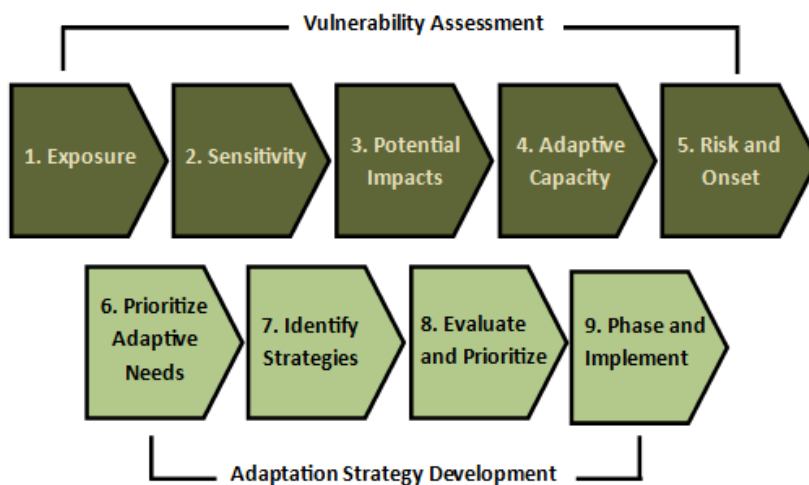 Vulnerability Assessment
1. Exposure
2. Sensitivity
3. Potential
Impacts
4. Adaptive
Capacity
5. Risk and
Onset
6. Prioritize
Adaptive
Needs
7. Identify
Strategies
8. Evaluate
and Prioritize
9. Phase and
Implement
Adaptation Strategy Development